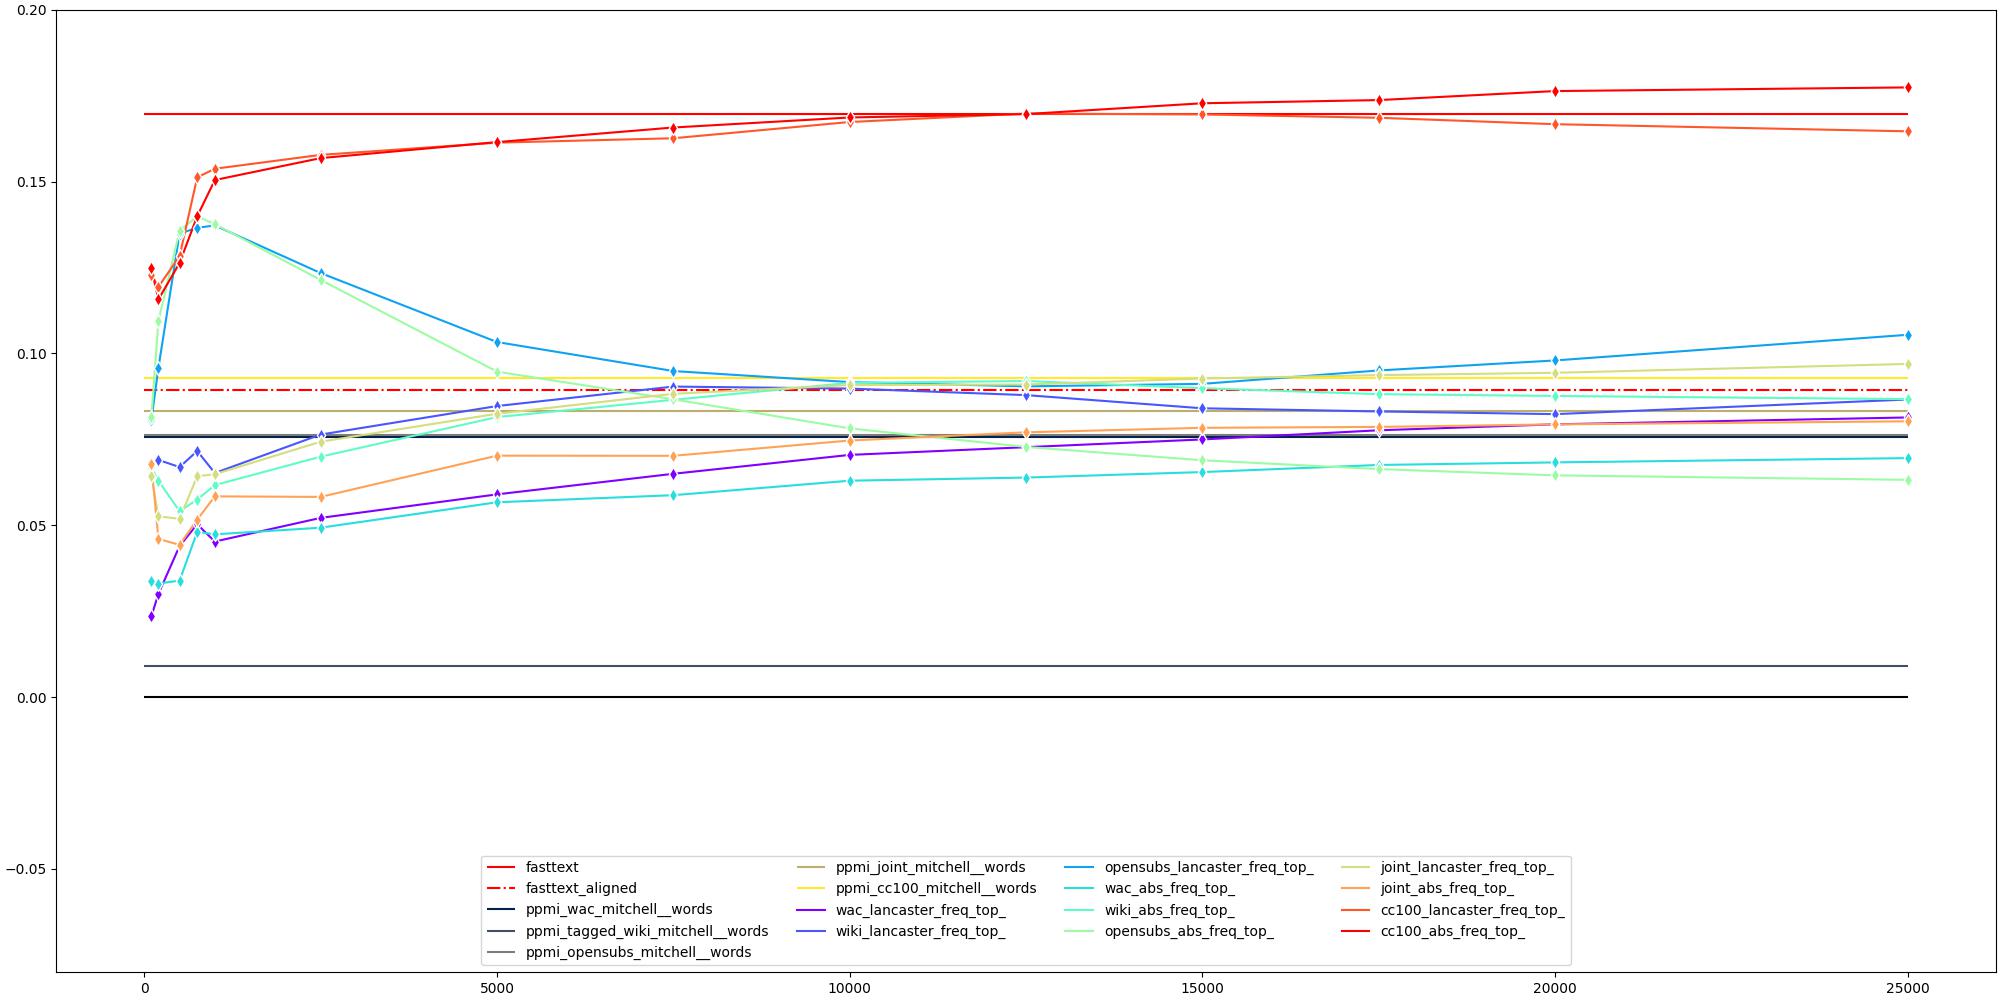 0.20
0.15
0.10
0.05
0.00
−0.05
fasttext
fasttext_aligned
ppmi_wac_mitchell__words
ppmi_tagged_wiki_mitchell__words
ppmi_opensubs_mitchell__words
ppmi_joint_mitchell__words
ppmi_cc100_mitchell__words
wac_lancaster_freq_top_
wiki_lancaster_freq_top_
opensubs_lancaster_freq_top_
wac_abs_freq_top_
wiki_abs_freq_top_
opensubs_abs_freq_top_
joint_lancaster_freq_top_
joint_abs_freq_top_
cc100_lancaster_freq_top_
cc100_abs_freq_top_
0 5000 10000 15000 20000 25000